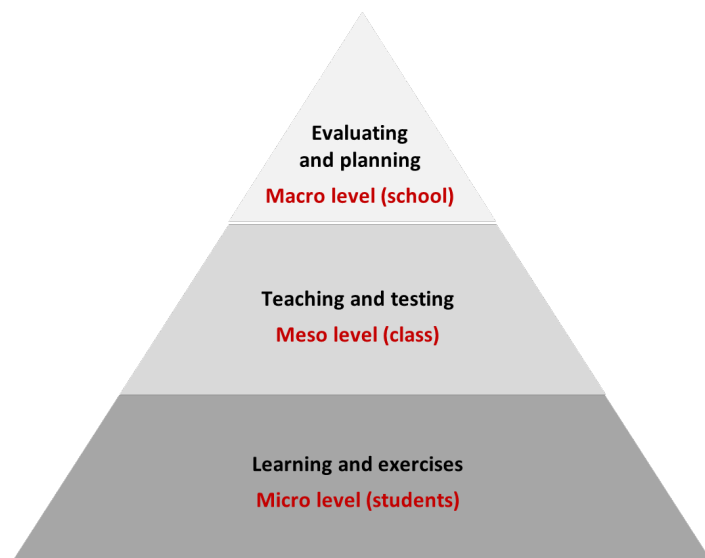 Evaluating
and planning
Macro level (school)
Teaching and testing
Meso level (class)
Learning and exercises
Micro level (students)